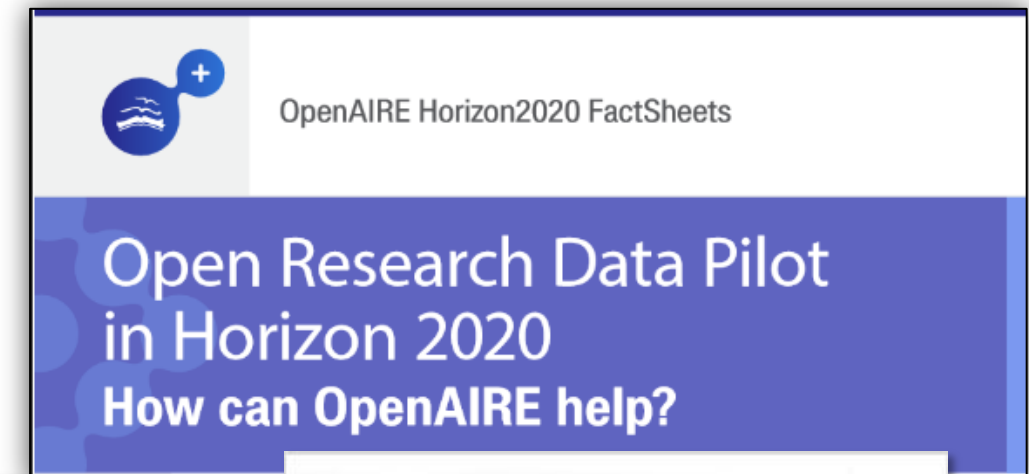 OpenAIRE Horizon2020 FactSheets
Open Research Data Pilot
in Horizon 2020
How can OpenAIRE help?